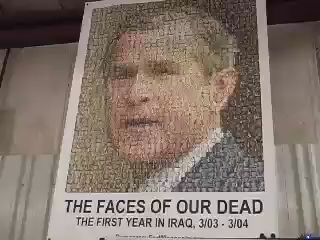 THE FACES OF OUR DEAD
THE FIRST YEAR IN IRAQ, 3/03 - 3/04